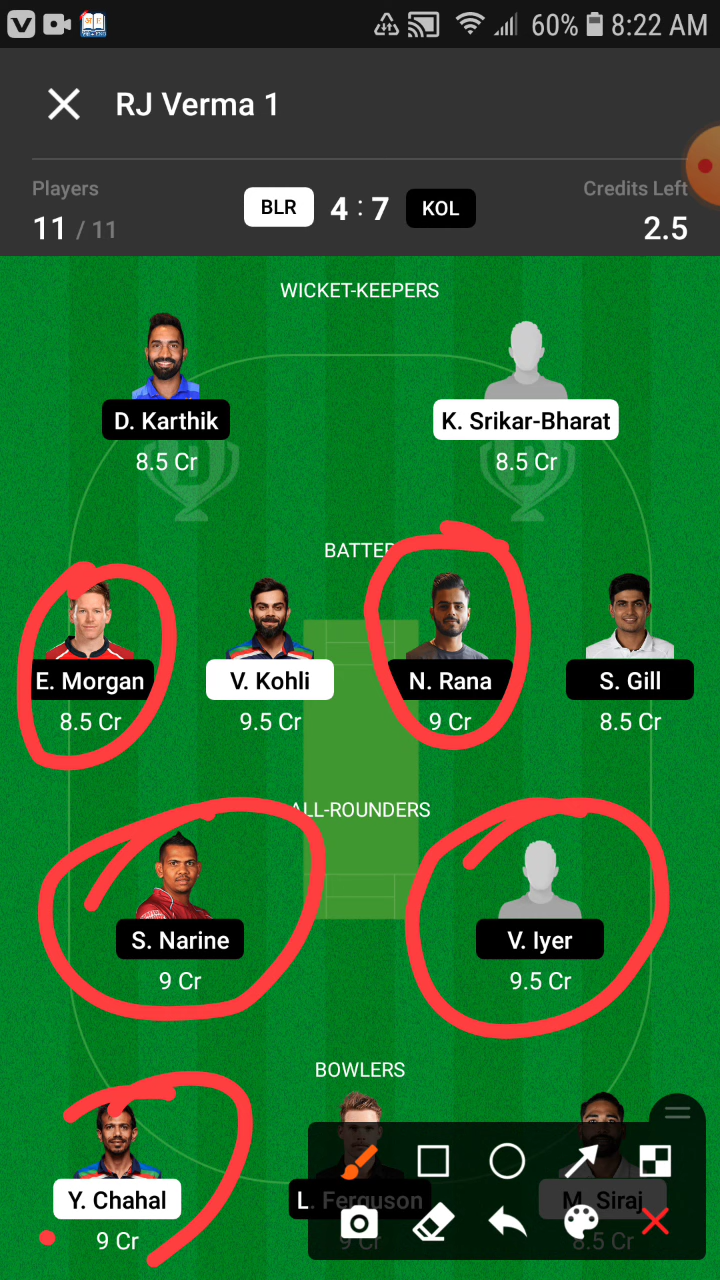 60% 8:22 AM
RJ Verma 1
Players
Credits Left
BLR 4 : 7 KOL
11 / 11
2.5
WICKET-KEEPERS
D. Karthik
K. Srikar-Bharat
8.5 Cr
8.5 Cr
BATTER
E. Morgan
V. Kohli
N. Rana
S. Gill
8.5 Cr
9.5 Cr
9 Cr
8.5 Cr
ALL-ROUNDERS
S. Narine
V. Iyer
9 Cr
9.5 Cr
BOWLERS
Y. Chahal
L. Ferguson
M. Siraj
9 Cr
9 Cr
8.5 Cr